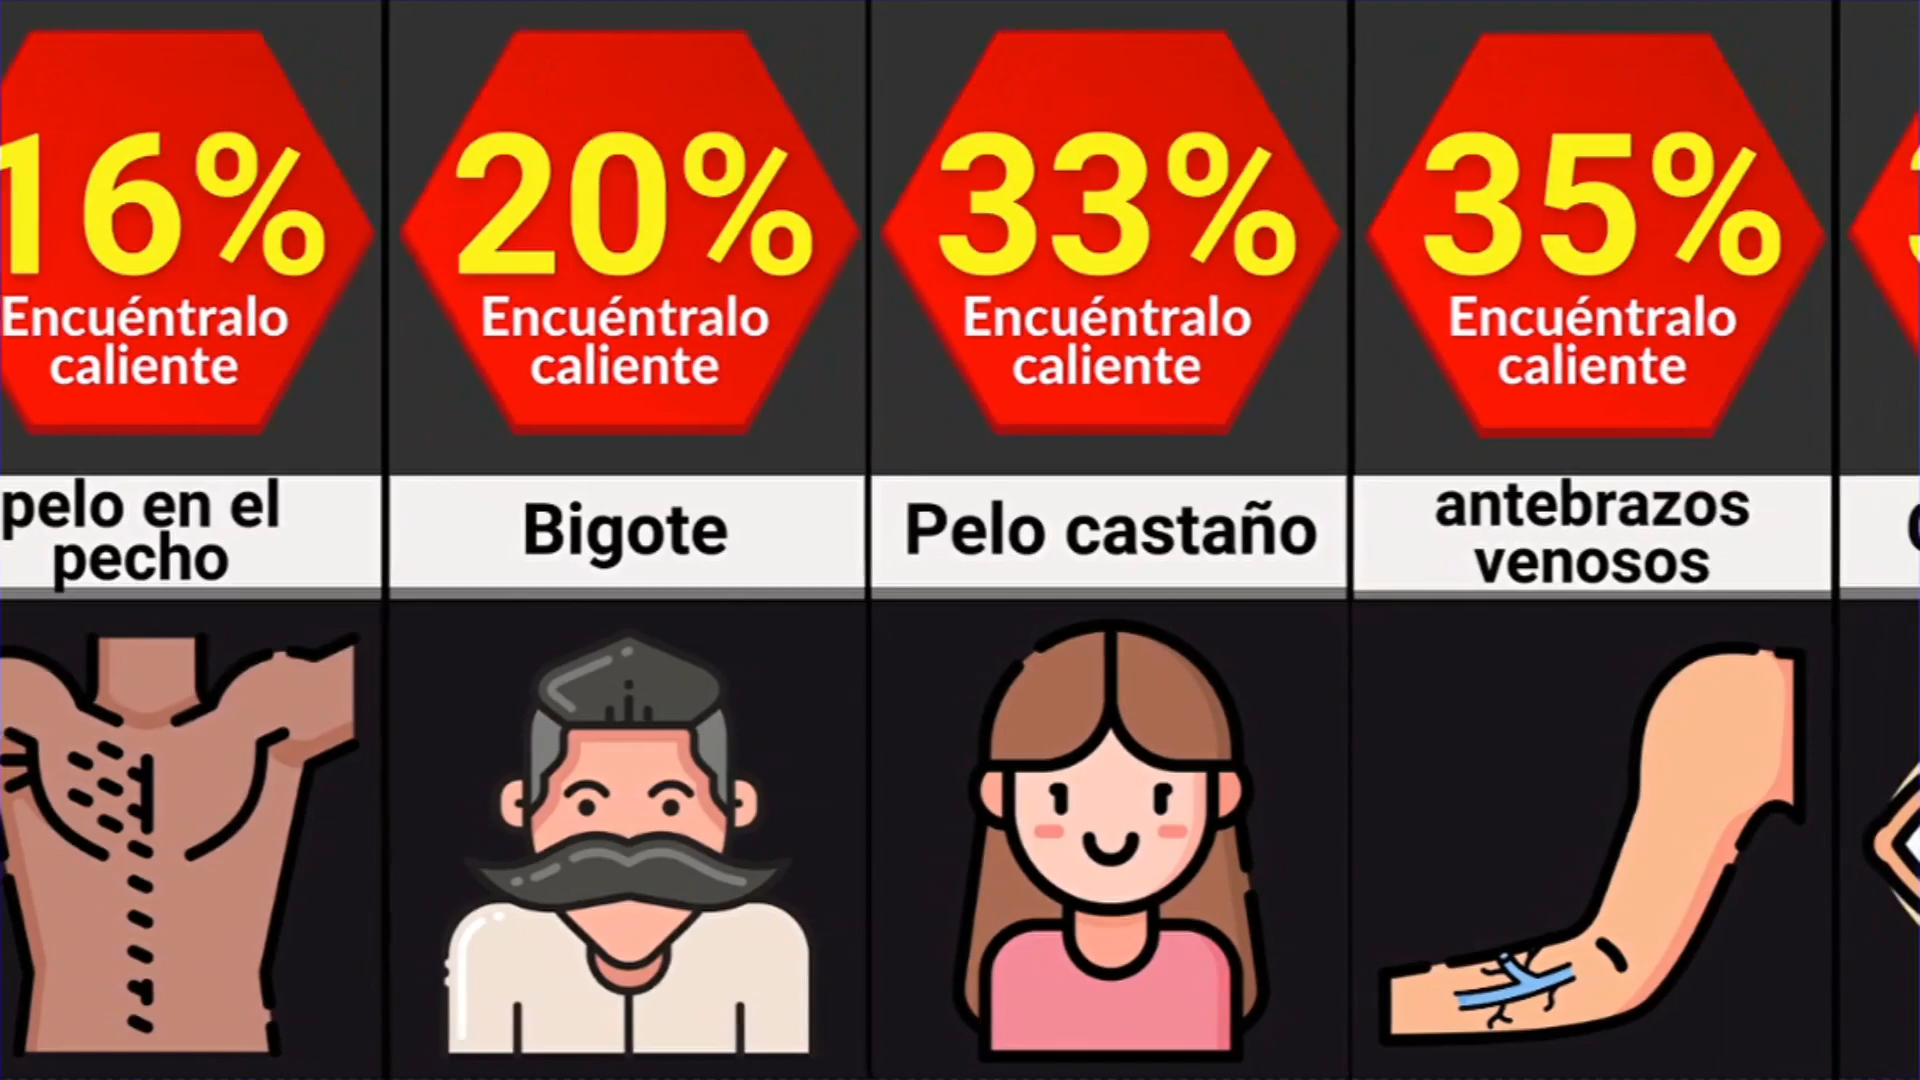 16%
Encuéntralo
caliente
pelo en el
pecho
20%
Encuéntralo
caliente
Bigote
33%
Encuéntralo
caliente
Pelo castaño
35%
Encuéntralo
caliente
antebrazos
venosos